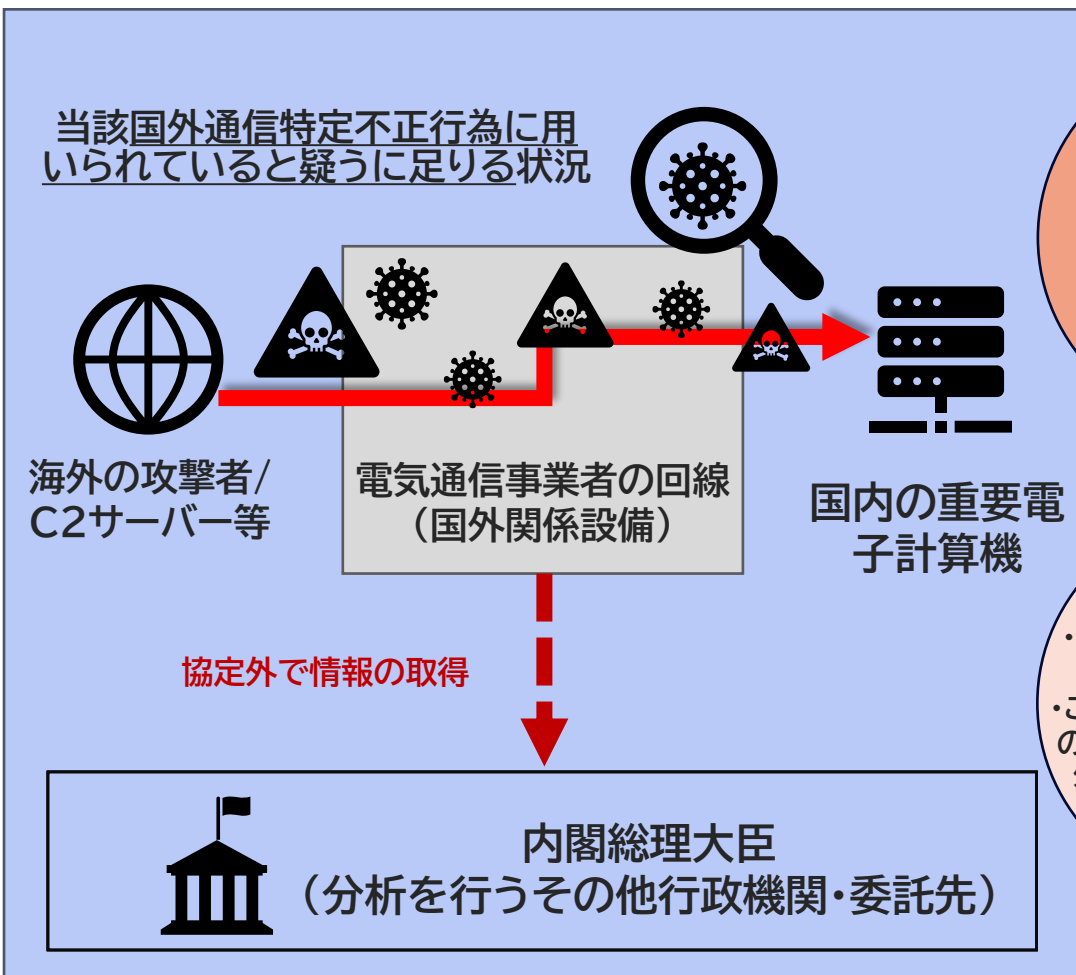 当該国外通信特定不正行為に用
いられていると疑うに足りる状況
海外の攻撃者/
C2サーバー等
電気通信事業者の回線
（国外関係設備）
国内の重要電
子計算機
協定外で情報の取得
内閣総理大臣
（分析を行うその他行政機関・委託先）